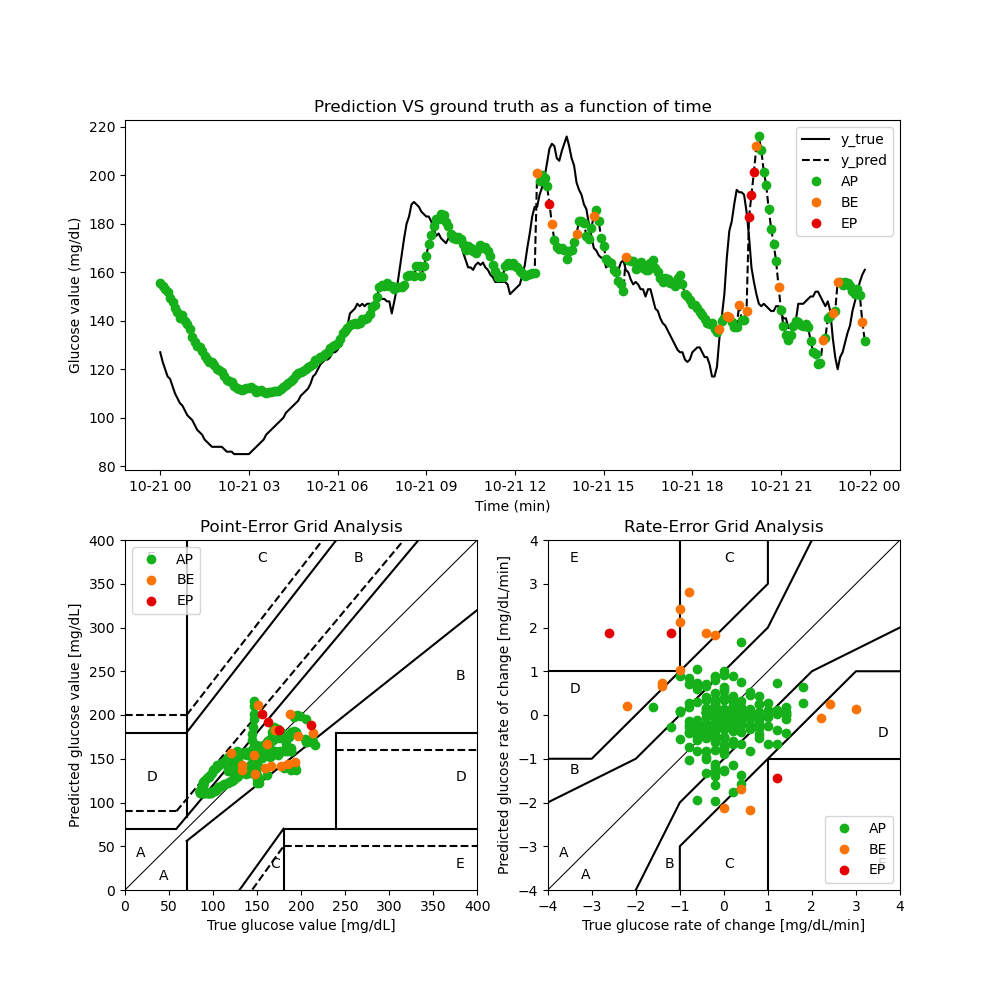 Prediction VS ground truth as a function of time
Glucose value (mg/dL)
220
200
180
160
140
120
100
80
y_true
y_pred
AP
BE
EP
10-21 00 10-21 03 10-21 06 10-21 09 10-21 12 10-21 15 10-21 18 10-21 21 10-22 00
Time (min)
Point-Error Grid Analysis
Predicted glucose value [mg/dL]
400
350
300
250
200
150
100
50
0
AP
BE
EP
C
B
B
D
D
A
A
C
E
0 50 100 150 200 250 300 350 400
True glucose value [mg/dL]
Rate-Error Grid Analysis
Predicted glucose rate of change [mg/dL/min]
4
3
2
1
0
−1
−2
−3
−4
E
C
D
D
B
A
A
B
C
AP
BE
EP
−4 −3 −2 −1 0 1 2 3 4
True glucose rate of change [mg/dL/min]